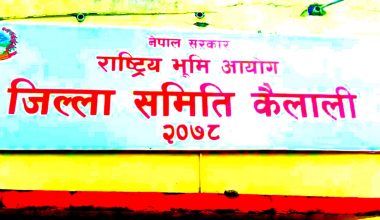 नेपाल सरकार
राष्ट्रिय भूमि आयोग
जिल्ला समिति कैलाली
२०७८